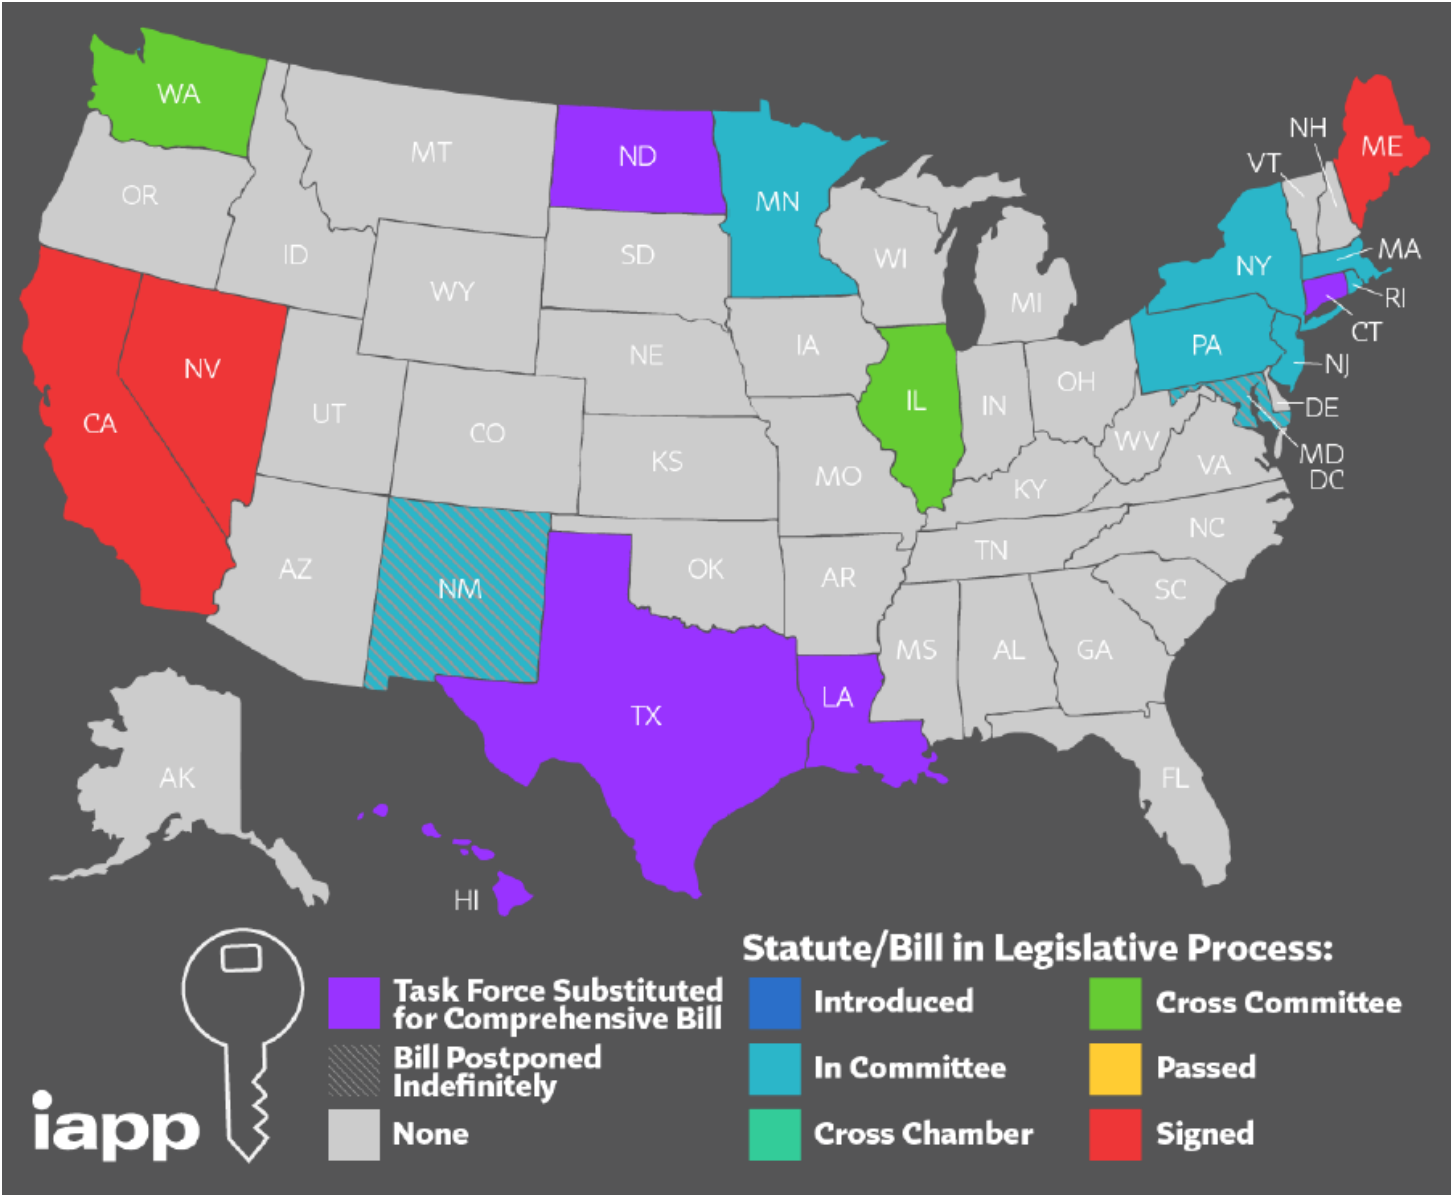 WA
MT
ND
MN
OR
ID
WY
SD
WI
MI
NH
VT
ME
NY
MA
RI
CT
PA
NJ
DE
MD
DC
CA
NV
UT
CO
NE
IA
IL
IN
OH
WV
VA
KS
MO
KY
NC
TN
SC
AZ
NM
OK
AR
MS
AL
GA
TX
LA
FL
AK
HI
Task Force Substituted
for Comprehensive Bill
Bill Postponed
Indefinitely
None
Statute/Bill in Legislative Process:
Introduced
In Committee
Cross Chamber
Cross Committee
Passed
Signed
iapp